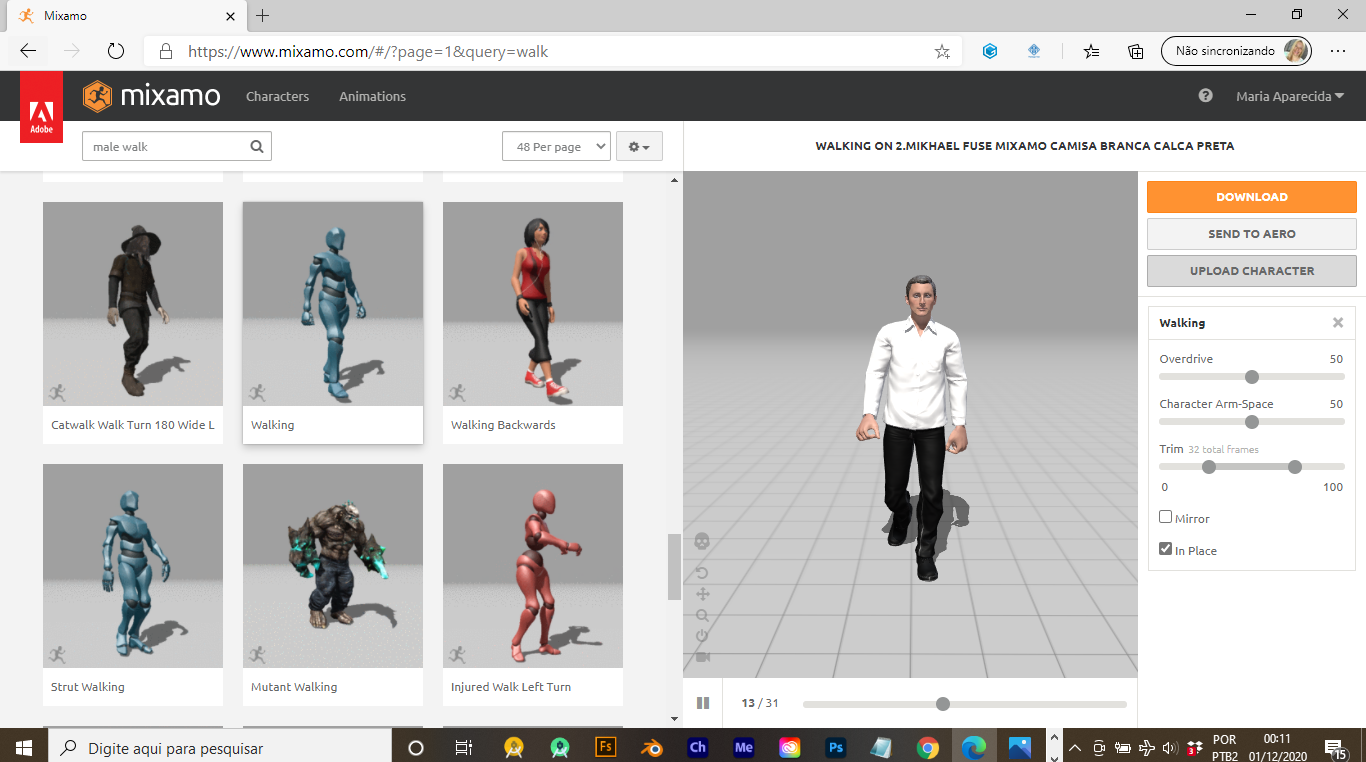 Mixamo
https://www.mixamo.com/#/?page=1&query=walk
Não sincronizando
Adobe
mixamo
Characters
Animations
Maria Aparecida
male walk
48 Per page
WALKING ON 2.MIKHAEL FUSE MIXAMO CAMISA BRANCA CALCA PRETA
Catwalk Walk Turn 180 Wide L
Walking
Walking Backwards
Strut Walking
Mutant Walking
Injured Walk Left Turn
DOWNLOAD
SEND TO AERO
UPLOAD CHARACTER
Walking
Overdrive 50
Character Arm-Space 50
Trim 32 total frames
0 100
Mirror
In Place
13 / 31
Digite aqui para pesquisar
Fs
Ch
Me
Ps
3
POR
PTB2
00:11
01/12/2020
15